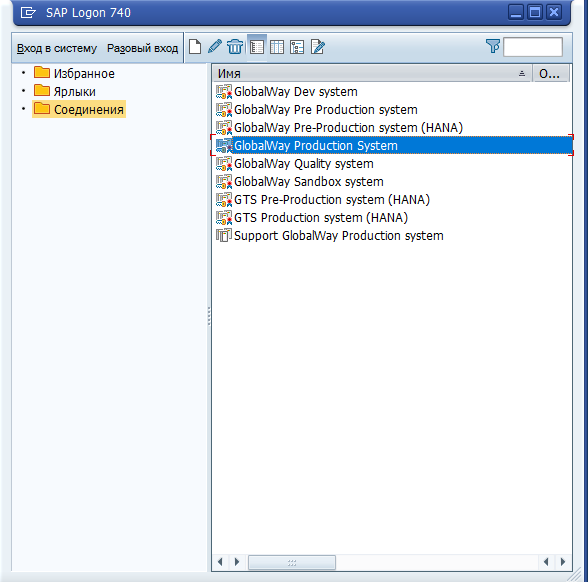 SAP Logon 740
Вход в систему Разовый вход
Избранное
Ярлыки
Соединения
Имя О...
GlobalWay Dev system
GlobalWay Pre Production system
GlobalWay Pre-Production system (HANA)
GlobalWay Production System
GlobalWay Quality system
GlobalWay Sandbox system
GTS Pre-Production system (HANA)
GTS Production system (HANA)
Support GlobalWay Production system